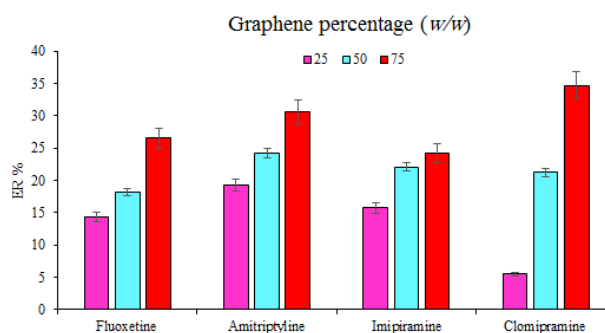 Graphene percentage (w/w)
25 50 75
ER %
40
35
30
25
20
15
10
5
0
Fluoxetine Amitriptyline Imipiramine Clomipramine